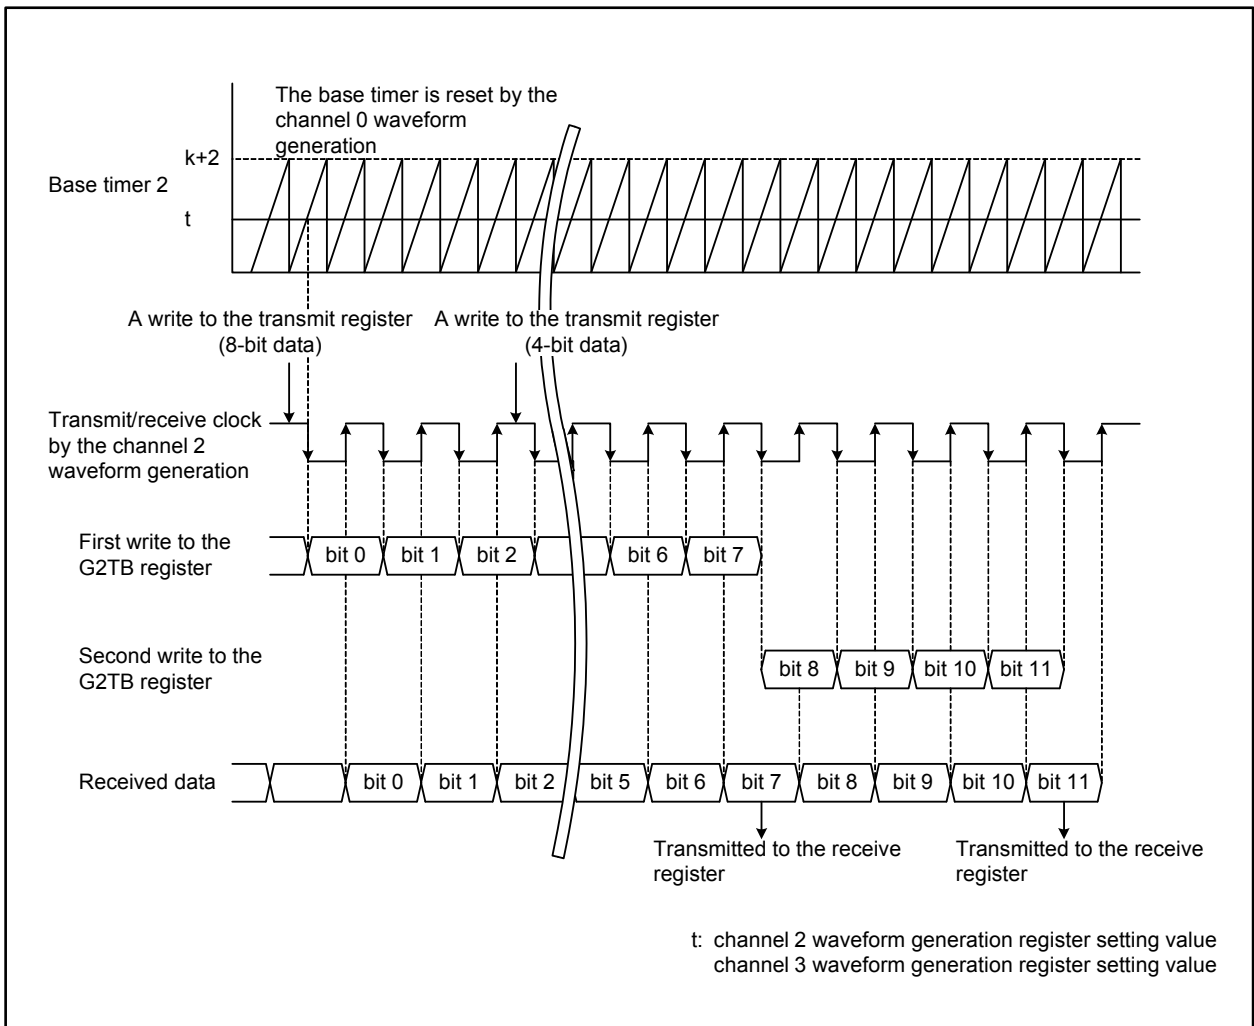 The base timer is reset by the
channel 0 waveform
generation
k+2
Base timer 2
t
A write to the transmit register
(8-bit data)
A write to the transmit register
(4-bit data)
Transmit/receive clock
by the channel 2
waveform generation
First write to the
G2TB register
bit 0 bit 1 bit 2 bit 6 bit 7
Second write to the
G2TB register
bit 8 bit 9 bit 10 bit 11
Received data
bit 0 bit 1 bit 2 bit 5 bit 6 bit 7 bit 8 bit 9 bit 10 bit 11
Transmitted to the receive
register
Transmitted to the receive
register
t: channel 2 waveform generation register setting value
channel 3 waveform generation register setting value